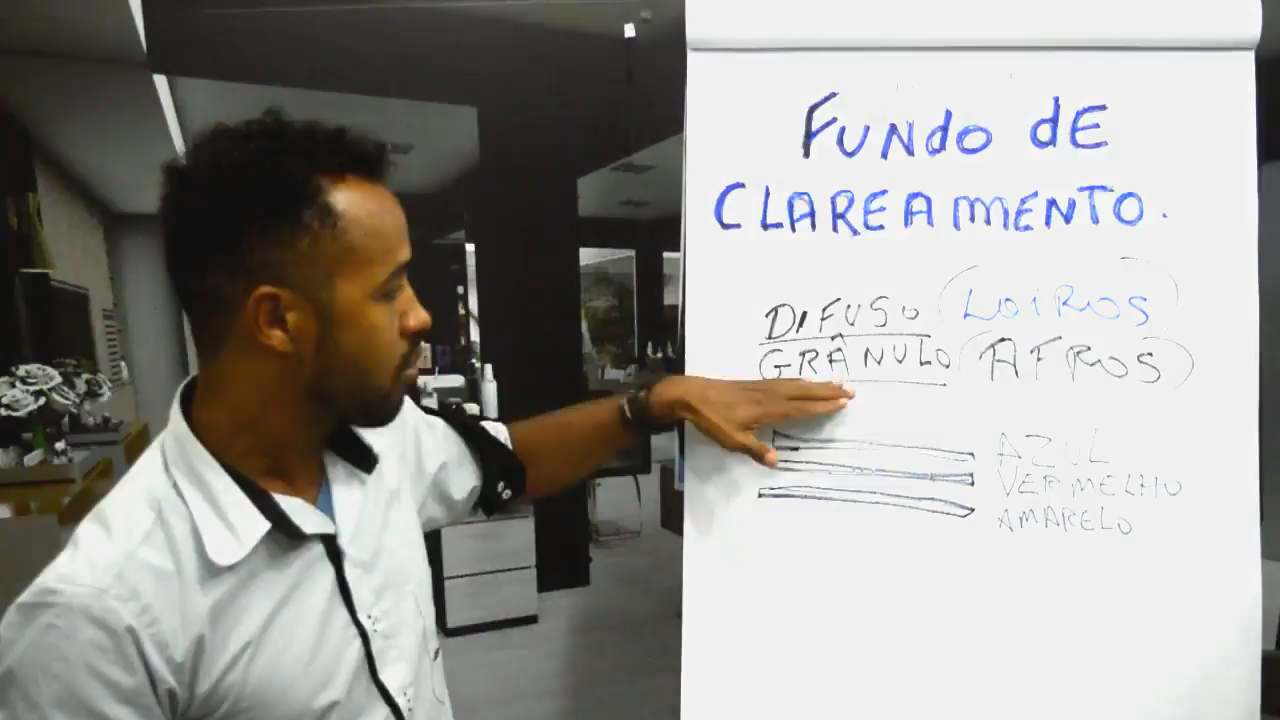 FUNDO dE
CLAREAMENTO.
DIFUSO (LOIROS)
GRÂNULO (AFROS)
AZUL
VERMELHO
AMARELO